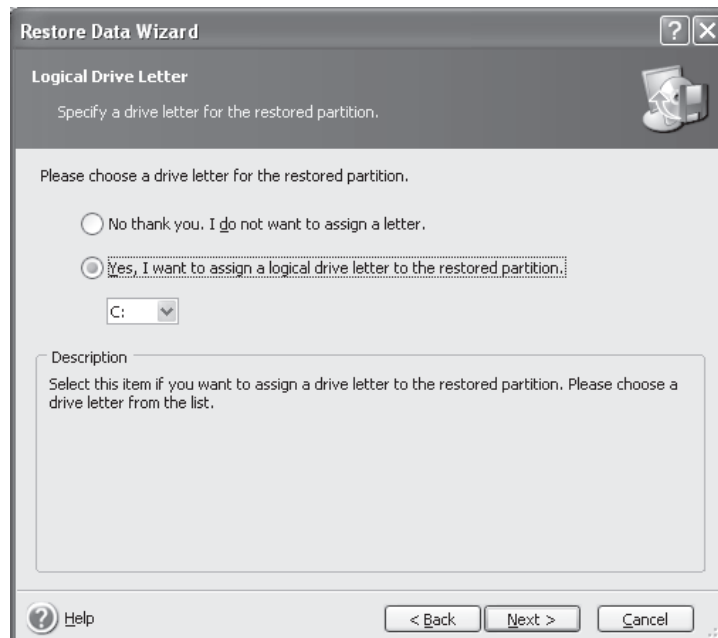 Restore Data Wizard
Logical Drive Letter
Specify a drive letter for the restored partition.
Please choose a drive letter for the restored partition.
No thank you. I do not want to assign a letter.
Yes, I want to assign a logical drive letter to the restored partition.
C:
Description
Select this item if you want to assign a drive letter to the restored partition. Please choose a
drive letter from the list.
Help
< Back
Next >
Cancel